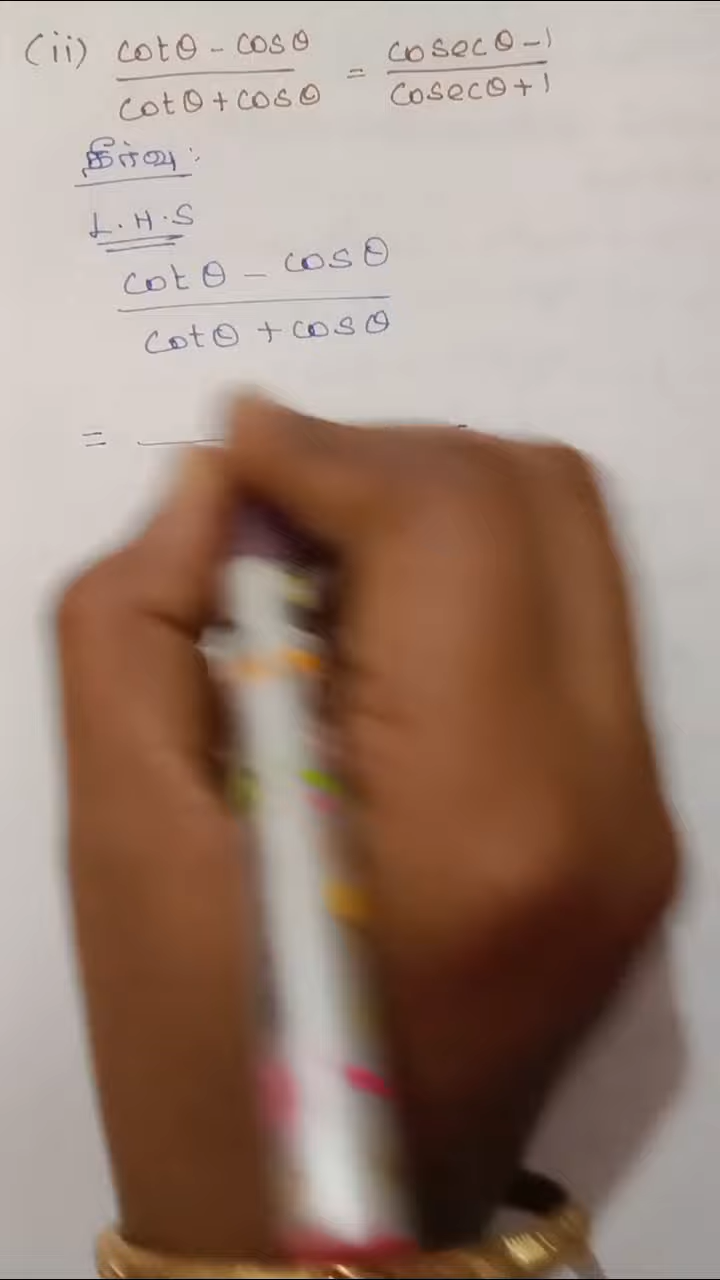 (ii) cotθ - cosθ / cotθ + cosθ = cosecθ - 1 / cosecθ + 1
தீர்வு:
L.H.S
cotθ - cosθ / cotθ + cosθ
=